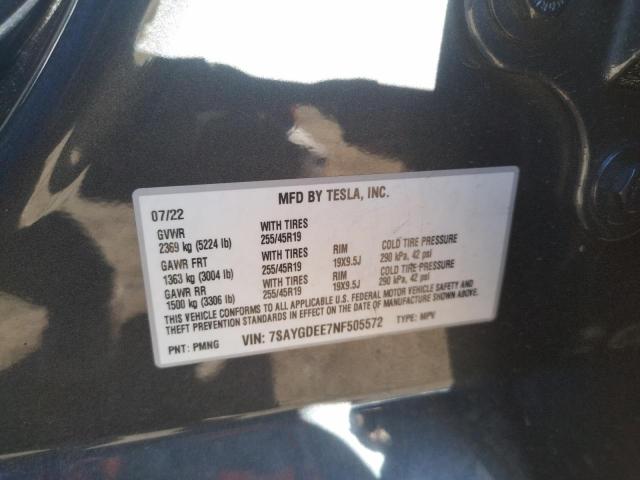 MFD BY TESLA, INC.
07/22
GVWR WITH TIRES
2369 kg (5224 lb) 255/45R19
GAWR FRT WITH TIRES RIM COLD TIRE PRESSURE
1363 kg (3004 lb) 255/45R19 19X9.5J 290 kPa, 42 psi
GAWR RR WITH TIRES RIM COLD TIRE PRESSURE
1500 kg (3306 lb) 255/45R19 19X9.5J 290 kPa, 42 psi
THIS VEHICLE CONFORMS TO ALL APPLICABLE U.S. FEDERAL MOTOR VEHICLE SAFETY AND
THEFT PREVENTION STANDARDS IN EFFECT ON THE DATE OF MANUFACTURE SHOWN ABOVE.
PNT: PMNG VIN: 7SAYGDEE7NF505572 TYPE: MPV